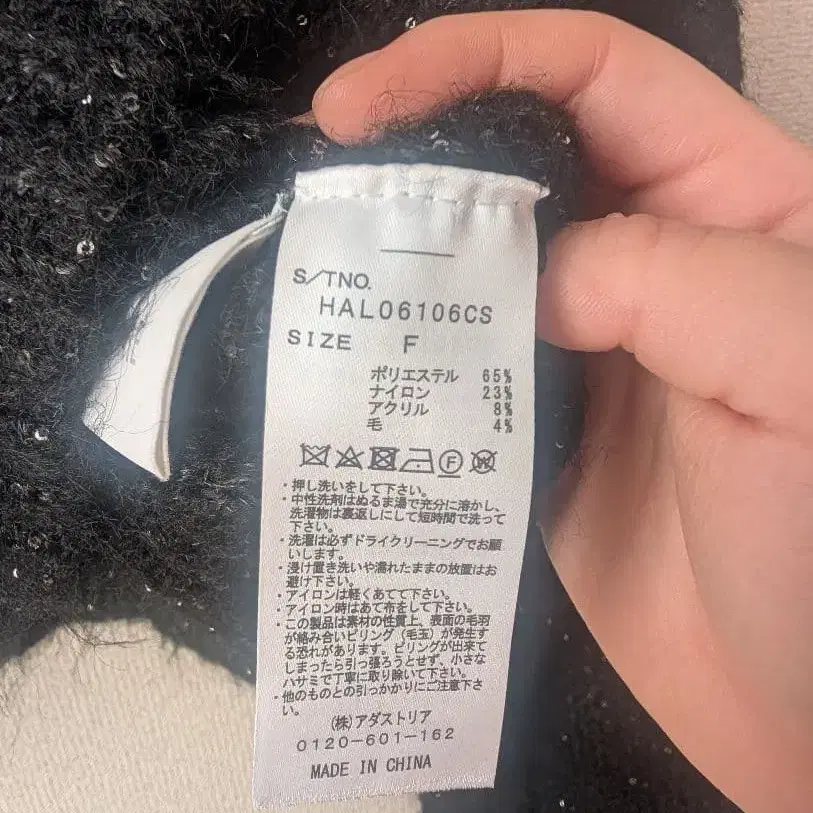 S/TNO.
HAL06106CS
SIZE F
ポリエステル 65%
ナイロン 23%
アクリル 8%
毛 4%
F W
・押し洗いをして下さい。
・中性洗剤はぬるま湯で充分に溶かし、
洗濯物は裏返しにして短時間で洗って
下さい。
・洗濯は必ずドライクリーニングでお願
いします。
・浸け置き洗いや濡れたままの放置はお
避け下さい。
・アイロンは軽くあてて下さい。
・アイロン時はあて布をして下さい。
・この製品は素材の性質上、表面の毛羽
が絡み合いピリング（毛玉）が発生す
る恐れがあります。ピリングが出来て
しまったら引っ張ろうとせず、小さな
ハサミで丁寧に取り除いて下さい。
・他のものとの引っかかりにご注意下さ
い。
(株)アダストリア
0120-601-162
MADE IN CHINA